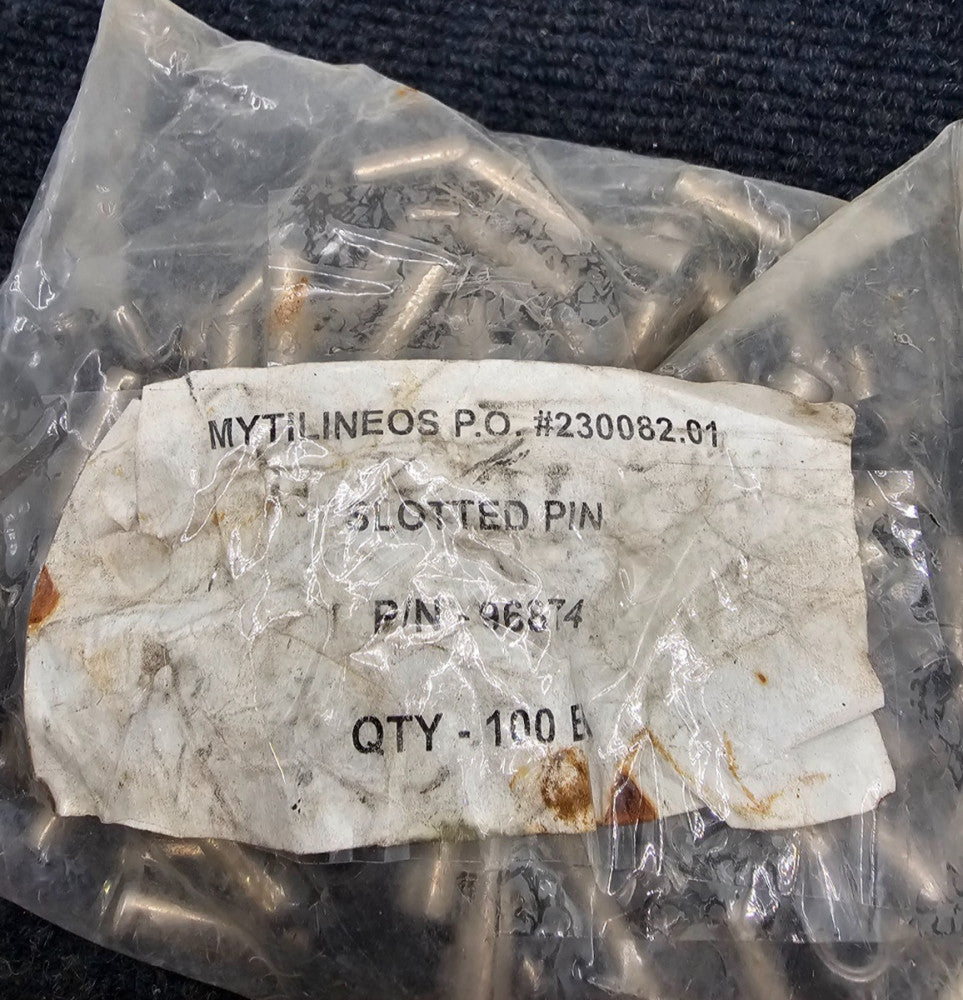 MYTILINEOS P.O. #230082.01
SLOTTED PIN
P/N - 96874
QTY - 100